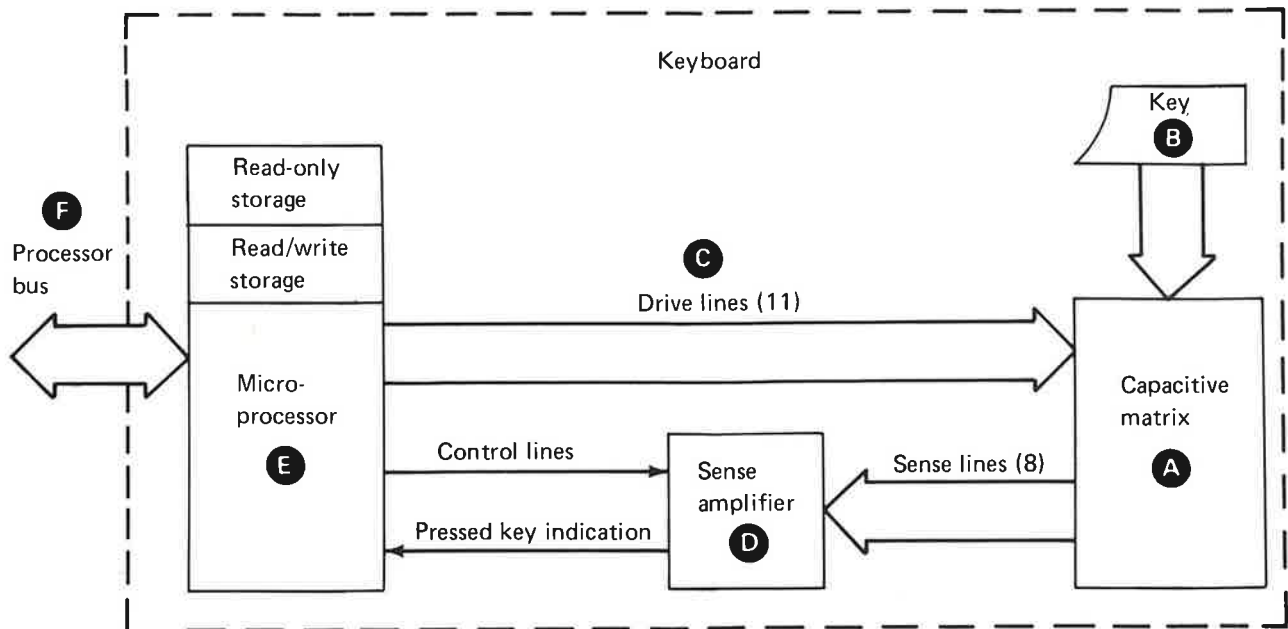 Keyboard
Key
B
Read-only
storage
F
Processor
bus
Read/write
storage
C
Drive lines (11)
Micro-
processor
E
Capacitive
matrix
A
Control lines
Sense
amplifier
D
Sense lines (8)
Pressed key indication